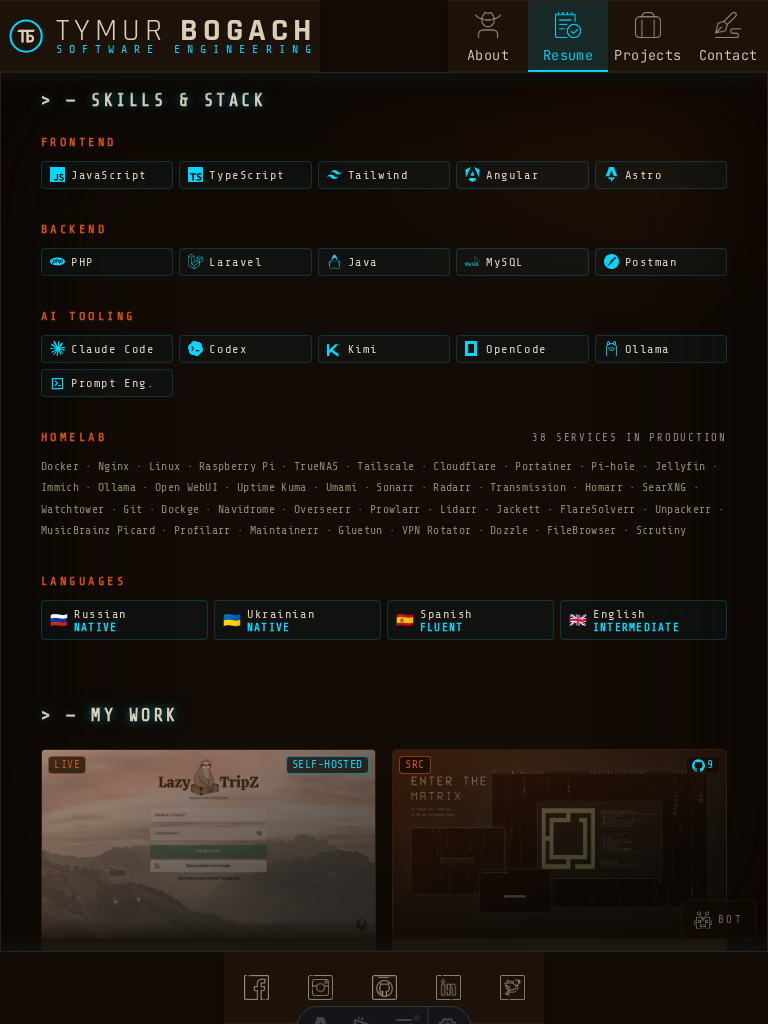 ТБ TYMUR BOGACH
SOFTWARE ENGINEERING
About
Resume
Projects
Contact
> — SKILLS & STACK
FRONTEND
JS JavaScript
TS TypeScript
Tailwind
Angular
Astro
BACKEND
php PHP
Laravel
Java
MySQL MySQL
Postman
AI TOOLING
Claude Code
Codex
Kimi
OpenCode
Ollama
Prompt Eng.
HOMELAB
38 SERVICES IN PRODUCTION
Docker · Nginx · Linux · Raspberry Pi · TrueNAS · Tailscale · Cloudflare · Portainer · Pi-hole · Jellyfin ·
Immich · Ollama · Open WebUI · Uptime Kuma · Umami · Sonarr · Radarr · Transmission · Homarr · SearXNG ·
Watchtower · Git · Dockge · Navidrome · Overseerr · Prowlarr · Lidarr · Jackett · FlareSolverr · Unpackerr ·
MusicBrainz Picard · Profilarr · Maintainerr · Gluetun · VPN Rotator · Dozzle · FileBrowser · Scrutiny
LANGUAGES
Russian
NATIVE
Ukrainian
NATIVE
Spanish
FLUENT
English
INTERMEDIATE
> — MY WORK
LIVE
SELF-HOSTED
Lazy TripZ
SRC
9
ENTER THE
MATRIX
BOT